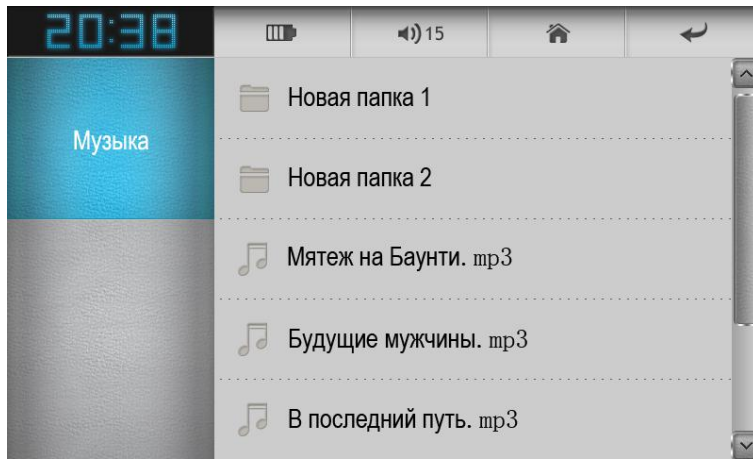 20:38
15
Музыка
Новая папка 1
Новая папка 2
Мятеж на Баунти. mp3
Будущие мужчины. mp3
В последний путь. mp3